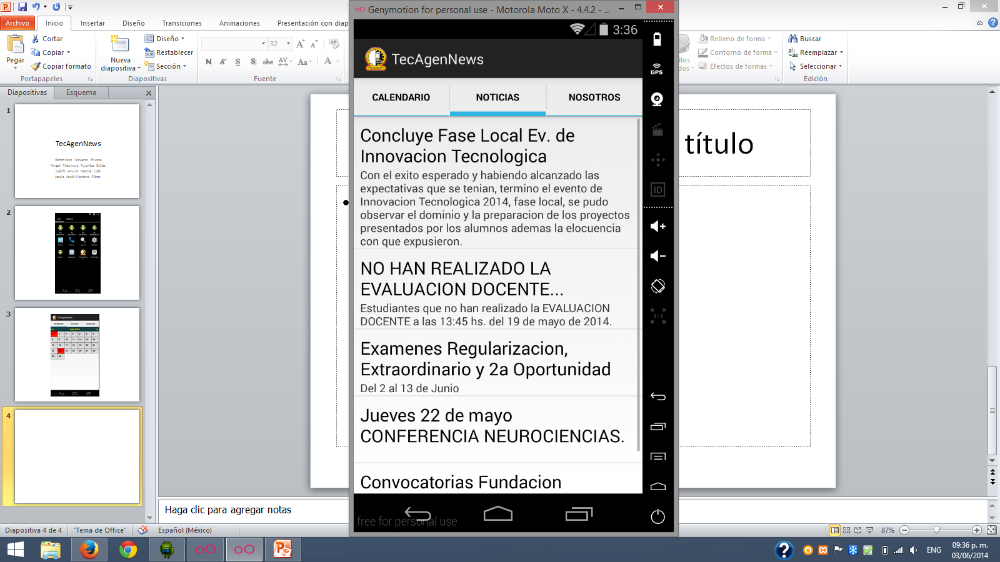 Genymotion for personal use - Motorola Moto X - 4.4.2 - ...
Archivo
Inicio
Insertar
Diseño
Transiciones
Animaciones
Presentación con diap
Pegar
Cortar
Copiar
Copiar formato
Portapapeles
Nueva
diapositiva
Diseño
Restablecer
Sección
Diapositivas
32
N K S S abc AV Aa A
Fuente
Relleno de forma
Contorno de forma
Efectos de formas
Buscar
Reemplazar
Seleccionar
Edición
Diapositivas
Esquema
1
TecAgenNews
2
3
4
título
3:36
TecAgenNews
CALENDARIO
NOTICIAS
NOSOTROS
Concluye Fase Local Ev. de
Innovacion Tecnologica
Con el exito esperado y habiendo alcanzado las
expectativas que se tenian, termino el evento de
Innovacion Tecnologica 2014, fase local, se pudo
observar el dominio y la preparacion de los proyectos
presentados por los alumnos ademas la elocuencia
con que expusieron.
NO HAN REALIZADO LA
EVALUACION DOCENTE...
Estudiantes que no han realizado la EVALUACION
DOCENTE a las 13:45 hs. del 19 de mayo de 2014.
Examenes Regularizacion,
Extraordinario y 2a Oportunidad
Del 2 al 13 de Junio
Jueves 22 de mayo
CONFERENCIA NEUROCIENCIAS.
Convocatorias Fundacion
free for personal use
GPS
ID
1:1
Haga clic para agregar notas
Diapositiva 4 de 4
"Tema de Office"
Español (México)
87%
ENG
09:36 p. m.
03/06/2014